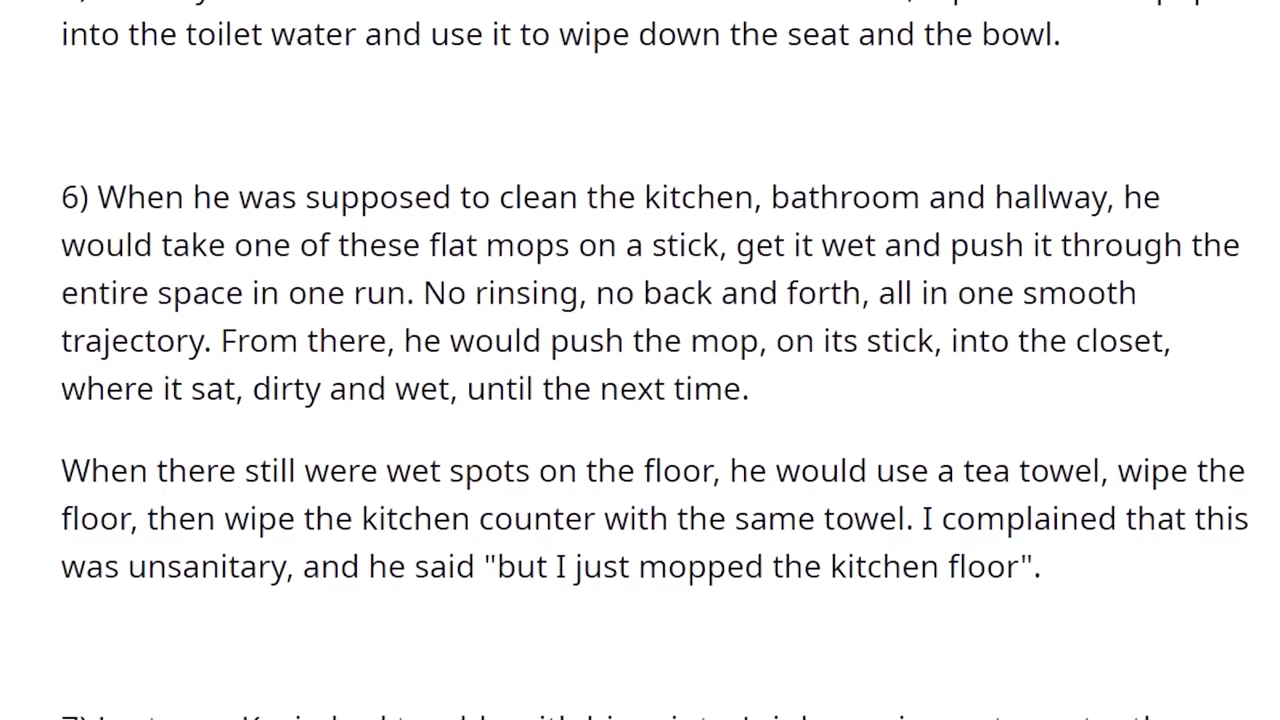 into the toilet water and use it to wipe down the seat and the bowl.
6) When he was supposed to clean the kitchen, bathroom and hallway, he
would take one of these flat mops on a stick, get it wet and push it through the
entire space in one run. No rinsing, no back and forth, all in one smooth
trajectory. From there, he would push the mop, on its stick, into the closet,
where it sat, dirty and wet, until the next time.
When there still were wet spots on the floor, he would use a tea towel, wipe the
floor, then wipe the kitchen counter with the same towel. I complained that this
was unsanitary, and he said "but I just mopped the kitchen floor".